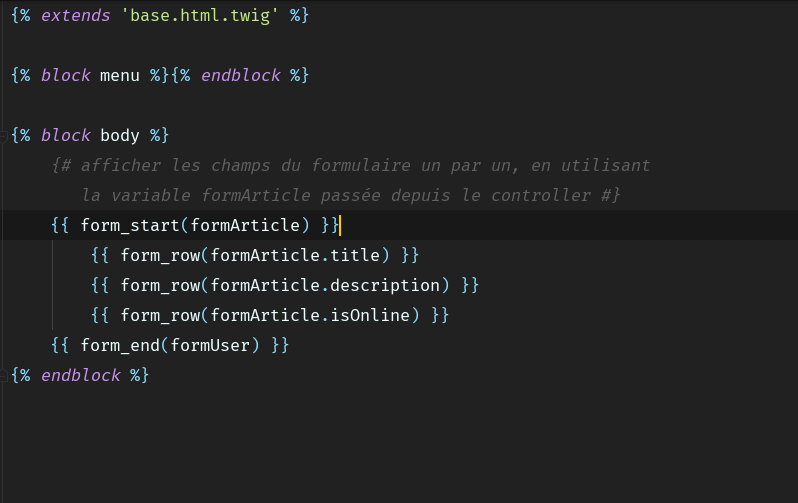 {% extends 'base.html.twig' %}
{% block menu %}{% endblock %}
{% block body %}
{# afficher les champs du formulaire un par un, en utilisant
la variable formArticle passée depuis le controller #}
{{ form_start(formArticle) }}
{{ form_row(formArticle.title) }}
{{ form_row(formArticle.description) }}
{{ form_row(formArticle.isOnline) }}
{{ form_end(formUser) }}
{% endblock %}